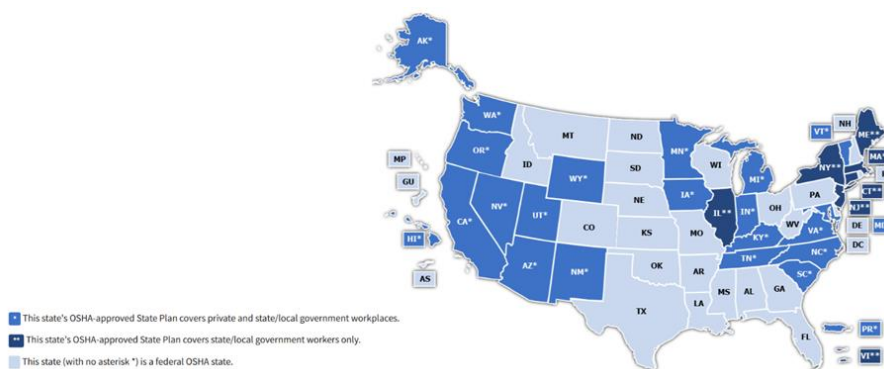 AK*
WA*
MT
ND
MN*
VT*
NH
ME**
OR*
ID
SD
WI
MI*
NY**
MP
WY*
IA*
PA
CT**
GU
NE
IL**
IN*
OH
NJ**
NV*
UT*
CO
KS
MO
KY*
WV
VA*
DE
CA*
HI*
TN*
NC*
DC
AZ*
NM*
OK
AR
SC*
AS
MS
AL
GA
TX
LA
FL
PR*
VI**
* This state's OSHA-approved State Plan covers private and state/local government workplaces.
** This state's OSHA-approved State Plan covers state/local government workers only.
This state (with no asterisk *) is a federal OSHA state.